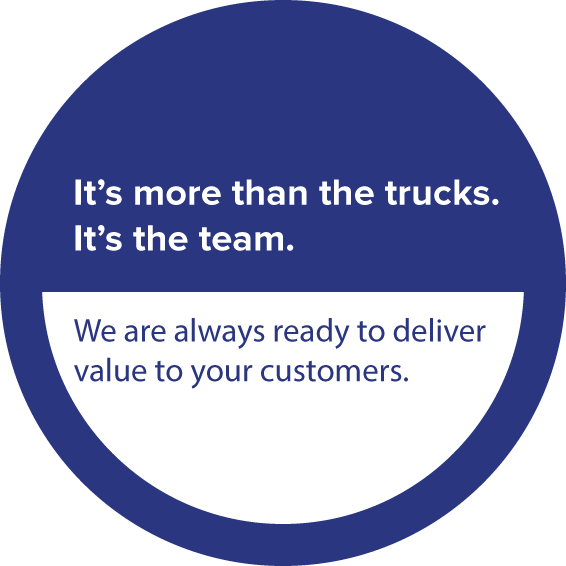 It’s more than the trucks.
It’s the team.
We are always ready to deliver
value to your customers.